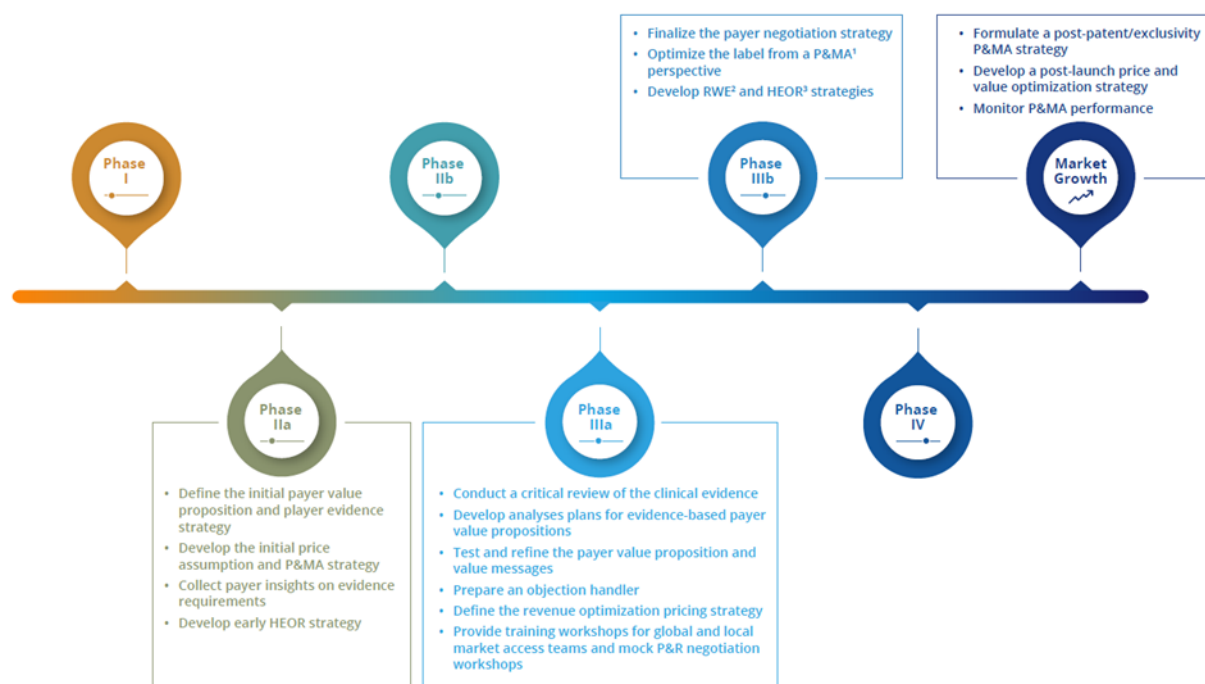 Phase
I
Phase
IIb
• Finalize the payer negotiation strategy
• Optimize the label from a P&MA¹
perspective
• Develop RWE² and HEOR³ strategies
Phase
IIIb
• Formulate a post-patent/exclusivity
P&MA strategy
• Develop a post-launch price and
value optimization strategy
• Monitor P&MA performance
Market
Growth
Phase
IIa
• Define the initial payer value
proposition and player evidence
strategy
• Develop the initial price
assumption and P&MA strategy
• Collect payer insights on evidence
requirements
• Develop early HEOR strategy
Phase
IIIa
• Conduct a critical review of the clinical evidence
• Develop analyses plans for evidence-based payer
value propositions
• Test and refine the payer value proposition and
value messages
• Prepare an objection handler
• Define the revenue optimization pricing strategy
• Provide training workshops for global and local
market access teams and mock P&R negotiation
workshops
Phase
IV